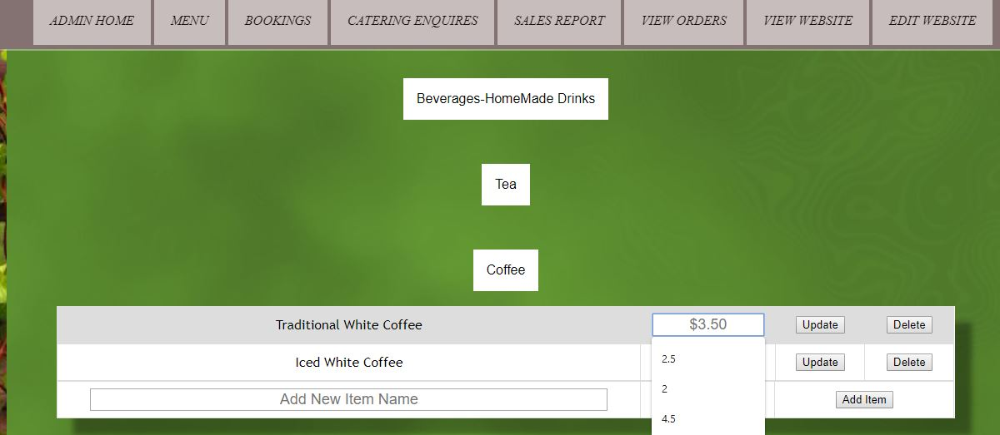 ADMIN HOME MENU BOOKINGS CATERING ENQUIRES SALES REPORT VIEW ORDERS VIEW WEBSITE EDIT WEBSITE
Beverages-HomeMade Drinks
Tea
Coffee
Traditional White Coffee $3.50 Update Delete
Iced White Coffee 2.5 Update Delete
2
Add New Item Name Add Item
4.5